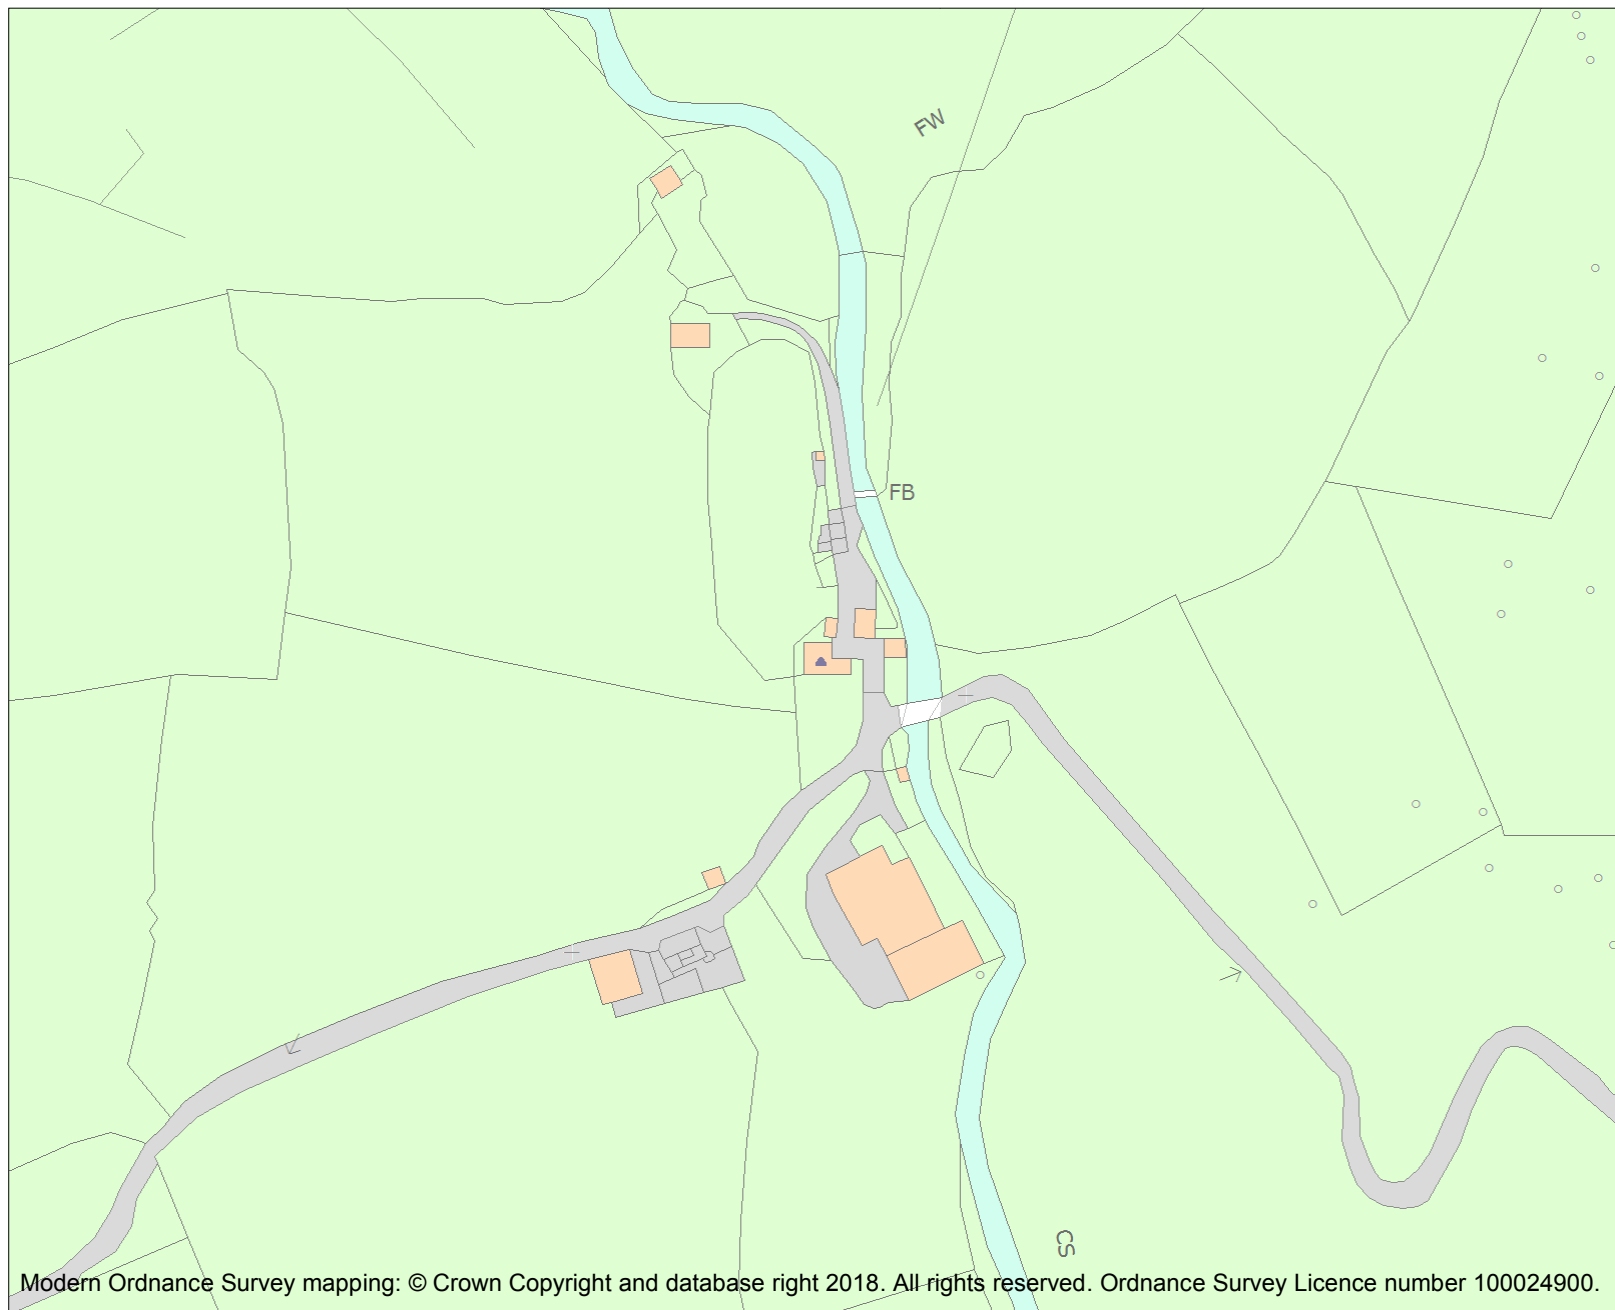 FW
FB
CS
Modern Ordnance Survey mapping: © Crown Copyright and database right 2018. All rights reserved. Ordnance Survey Licence number 100024900.